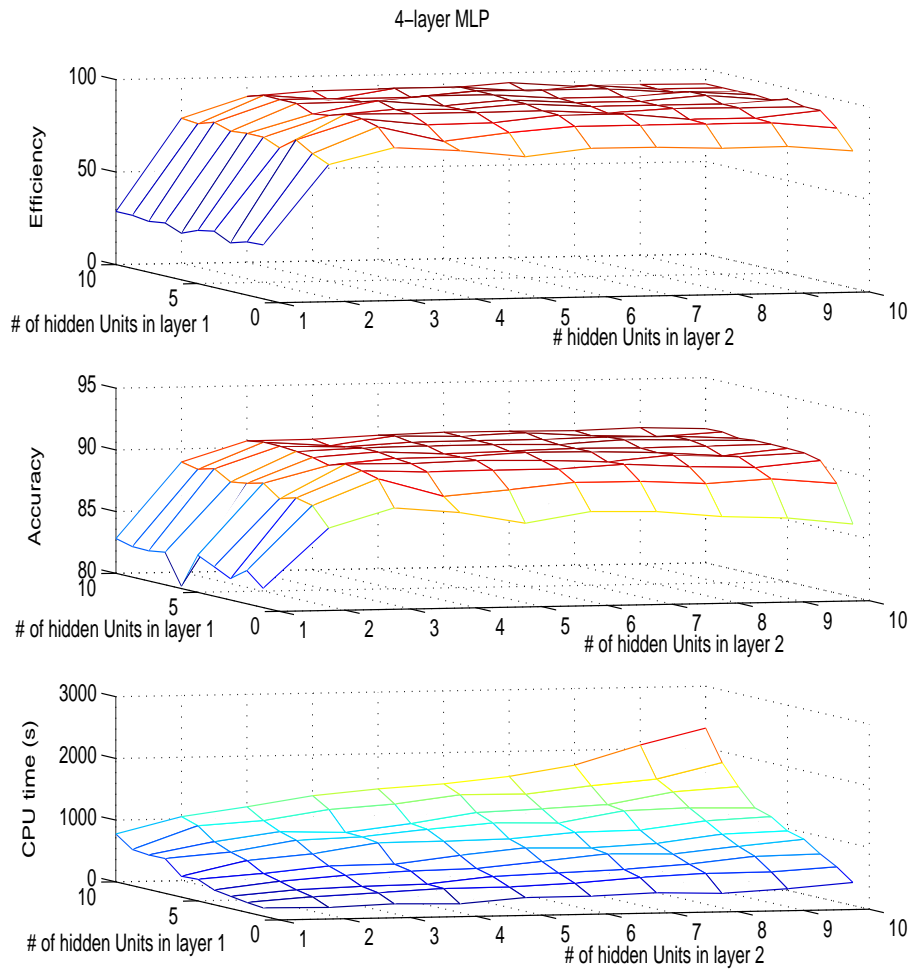 4−layer MLP
100
50
0
Efficiency
10
5
0
# of hidden Units in layer 1
1 2 3 4 5 6 7 8 9 10
# hidden Units in layer 2
95
90
85
80
Accuracy
10
5
0
# of hidden Units in layer 1
1 2 3 4 5 6 7 8 9 10
# of hidden Units in layer 2
3000
2000
1000
0
CPU time (s)
10
5
0
# of hidden Units in layer 1
1 2 3 4 5 6 7 8 9 10
# of hidden Units in layer 2